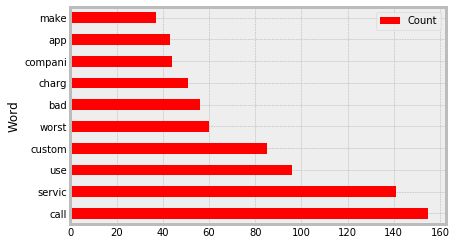 make
app
compani
charg
bad
worst
custom
use
servic
call
Word
Count
0 20 40 60 80 100 120 140 160